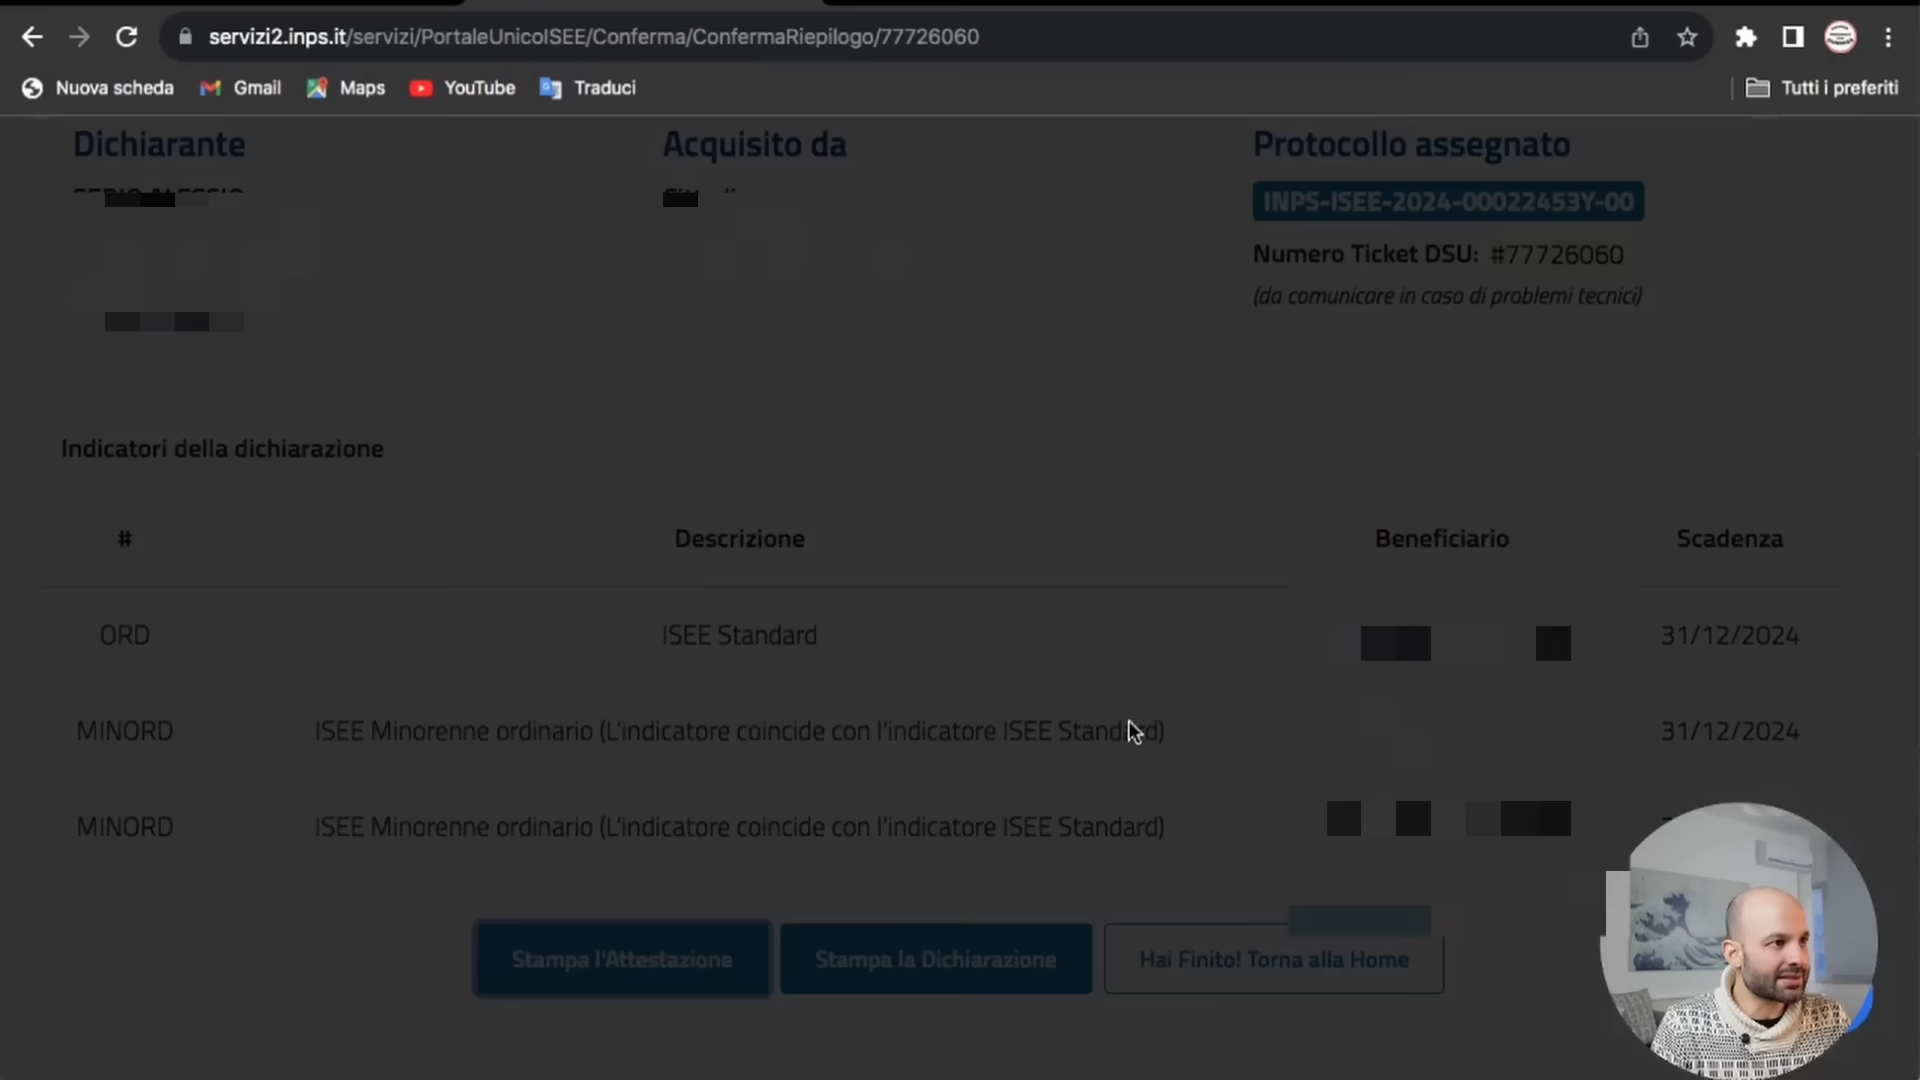 servizi2.inps.it/servizi/PortaleUnicoISEE/Conferma/ConfermaRiepilogo/77726060
Nuova scheda Gmail Maps YouTube Traduci Tutti i preferiti
Dichiarante Acquisito da Protocollo assegnato
INPS-ISEE-2024-00022453Y-00
Numero Ticket DSU: #77726060
(da comunicare in caso di problemi tecnici)
Indicatori della dichiarazione
# Descrizione Beneficiario Scadenza
ORD ISEE Standard 31/12/2024
MINORD ISEE Minorenne ordinario (L'indicatore coincide con l'indicatore ISEE Standard) 31/12/2024
MINORD ISEE Minorenne ordinario (L'indicatore coincide con l'indicatore ISEE Standard)
Stampa l'Attestazione Stampa la Dichiarazione Hai Finito! Torna alla Home